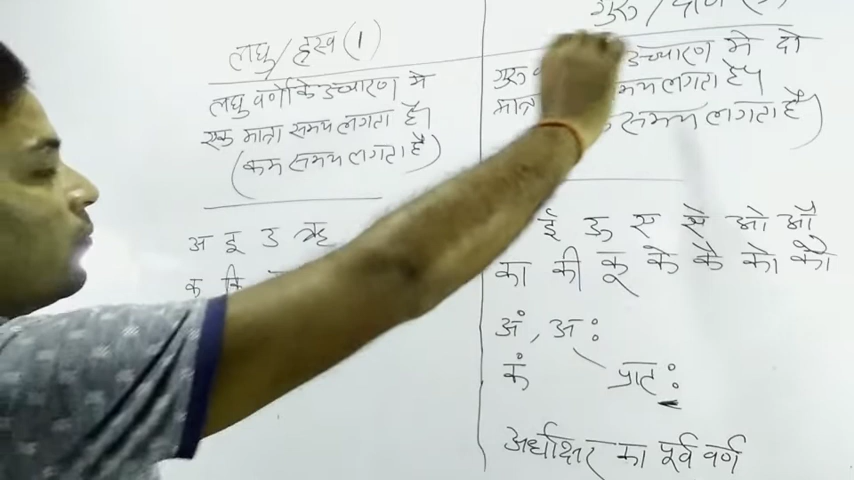 लघु/ह्रस्व (1)
लघु वर्णो के उच्चारण मे
एक मात्रा समय लगता है।
(कम समय लगता है)
अ इ उ ऋ
क कि
गुरु /
गुरु उच्चारण मे दो
मात्रा समय लगता है।
समय लगता है)
ई ऊ ए ऐ ओ औ
का की कू के कै को कौ
अं, अः
कं प्रातः
अर्धाक्षर का पूर्व वर्ण